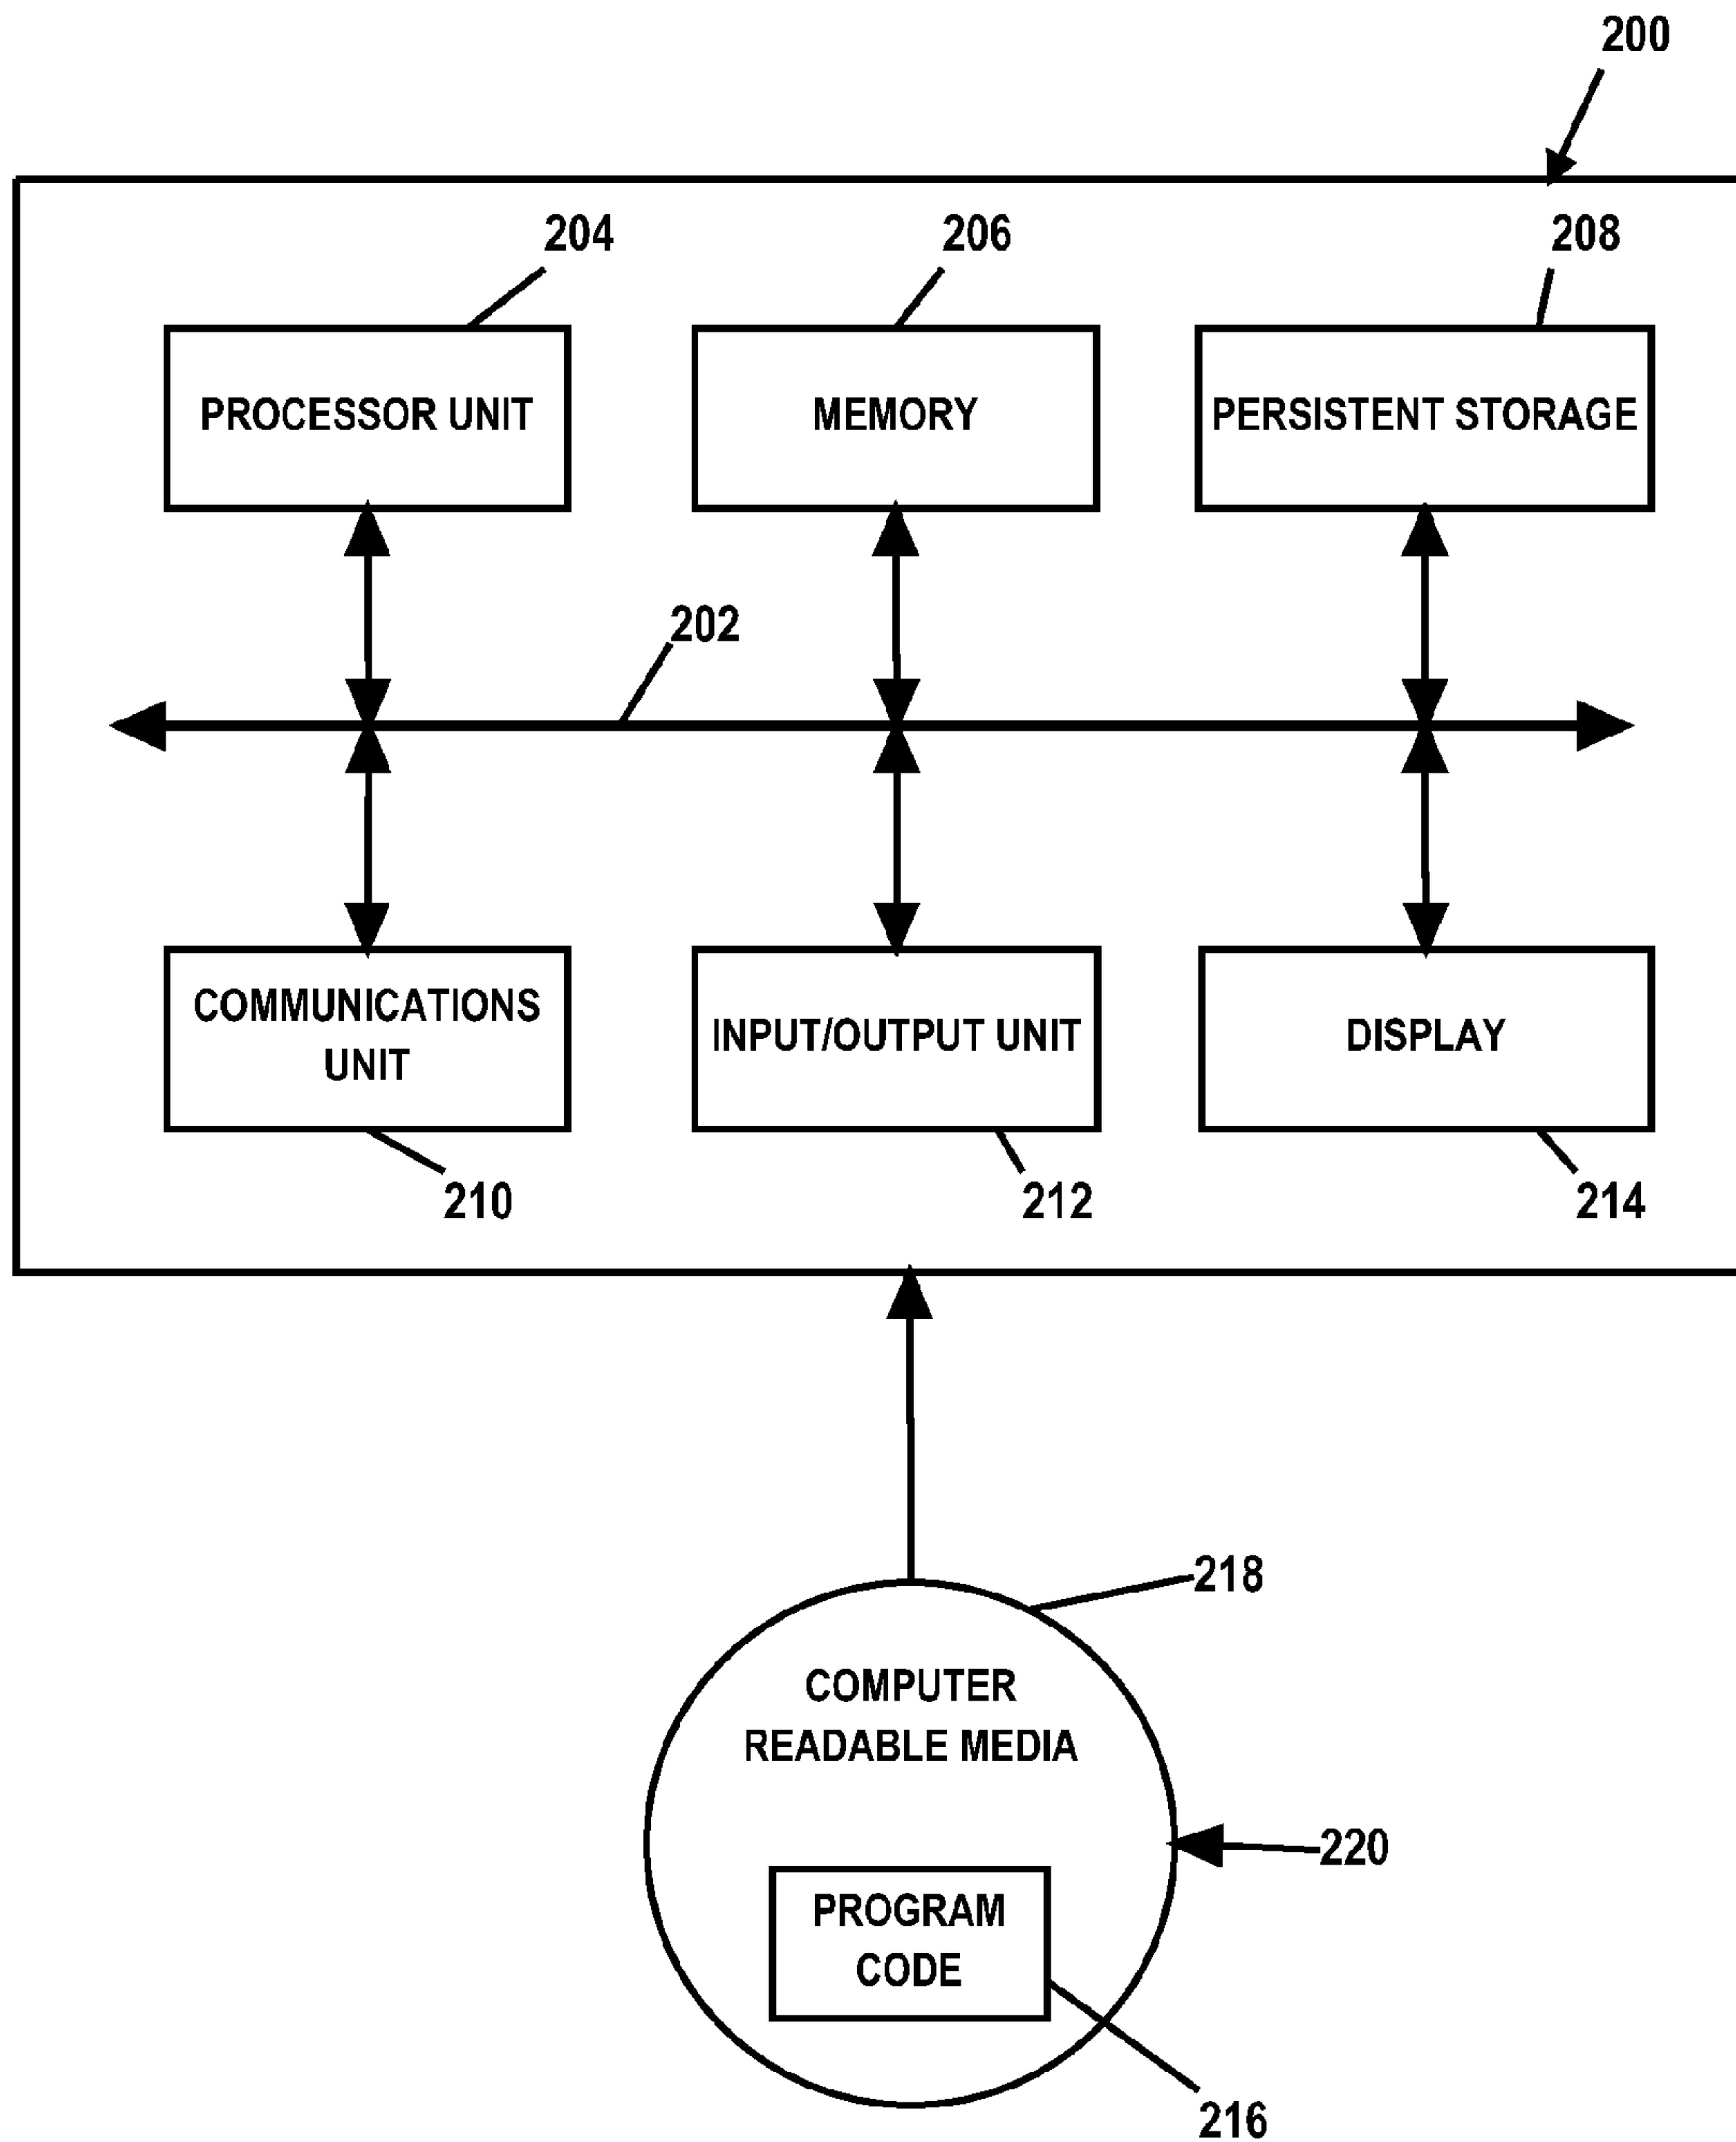 200
204
206
208
PROCESSOR UNIT
MEMORY
PERSISTENT STORAGE
202
COMMUNICATIONS
UNIT
INPUT/OUTPUT UNIT
DISPLAY
210
212
214
218
COMPUTER
READABLE MEDIA
220
PROGRAM
CODE
216